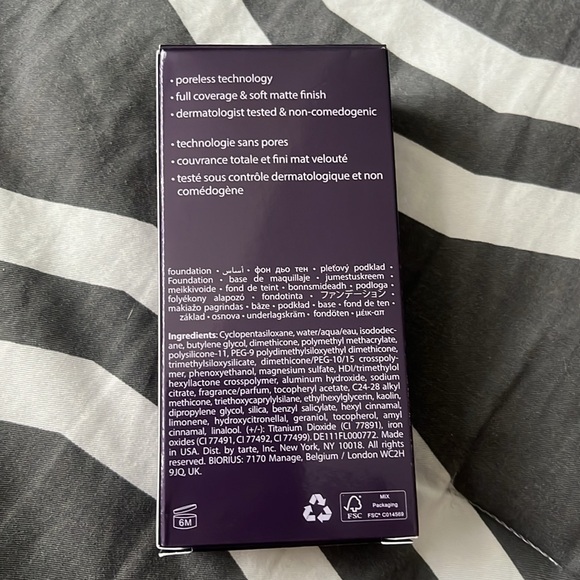 • poreless technology
• full coverage & soft matte finish
• dermatologist tested & non-comedogenic
• technologie sans pores
• couvrance totale et fini mat velouté
• testé sous contrôle dermatologique et non
comédogène
foundation • أساس • фон дьо тен • pleťový podklad •
Foundation • base de maquillaje • jumestuskreem •
meikkivoide • fond de teint • bonnsmideadh • podloga •
folyékony alapozó • fondotinta • ファンデーション •
makiažo pagrindas • bāze • podkład • base • fond de ten •
základ • osnova • underlagskräm • fondöten • μέικ-απ
Ingredients: Cyclopentasiloxane, water/aqua/eau, isododec-
ane, butylene glycol, dimethicone, polymethyl methacrylate,
polysilicone-11, PEG-9 polydimethylsiloxyethyl dimethicone,
trimethylsiloxysilicate, dimethicone/PEG-10/15 crosspoly-
mer, phenoxyethanol, magnesium sulfate, HDI/trimethylol
hexyllactone crosspolymer, aluminum hydroxide, sodium
citrate, fragrance/parfum, tocopheryl acetate, C24-28 alkyl
methicone, triethoxycaprylylsilane, ethylhexylglycerin, kaolin,
dipropylene glycol, silica, benzyl salicylate, hexyl cinnamal,
limonene, hydroxycitronellal, geraniol, tocopherol, amyl
cinnamal, linalool. (+/-): Titanium Dioxide (CI 77891), iron
oxides (CI 77491, CI 77492, CI 77499). DE111FL000772. Made
in USA. Dist. by tarte, Inc. New York, NY 10018. All rights
reserved. BIORIUS: 7170 Manage, Belgium / London WC2H
9JQ, UK.
6M
FSC
MIX
Packaging
FSC® C014569